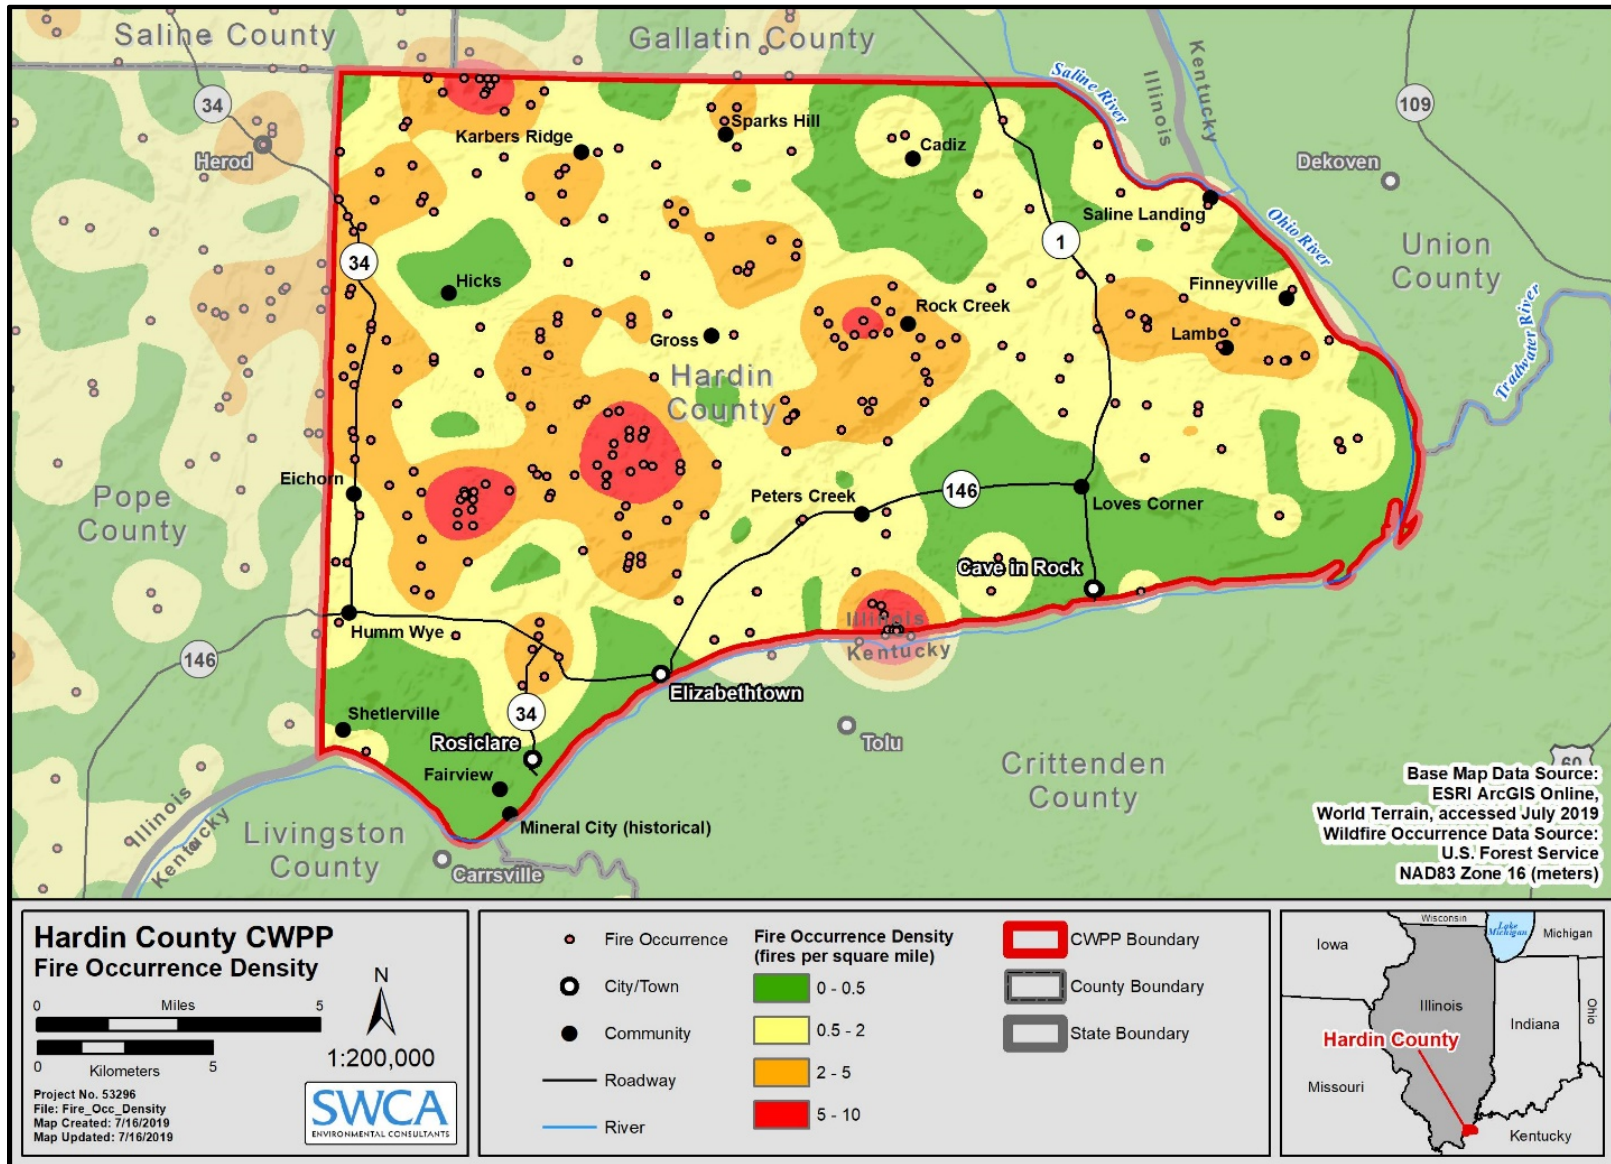 Saline County
Gallatin County
Saline River
Illinois
Kentucky
109
34
Herod
Karbers Ridge
Sparks Hill
Cadiz
Dekoven
Saline Landing
Ohio River
Union
County
1
34
Hicks
Finneyville
Rock Creek
Gross
Lamb
Tradwater River
Hardin
County
Eichorn
Pope
County
Peters Creek
146
Loves Corner
Cave in Rock
Illinois
Kentucky
Humm Wye
146
Elizabethtown
34
Shetlerville
Rosiclare
Tolu
Fairview
Crittenden
County
60
Mineral City (historical)
Illinois
Kentucky
Livingston
County
Carrsville
Base Map Data Source:
ESRI ArcGIS Online,
World Terrain, accessed July 2019
Wildfire Occurrence Data Source:
U.S. Forest Service
NAD83 Zone 16 (meters)
Hardin County CWPP
Fire Occurrence Density
0 Miles 5
0 Kilometers 5
N
1:200,000
Project No. 53296
File: Fire_Occ_Density
Map Created: 7/16/2019
Map Updated: 7/16/2019
SWCA
ENVIRONMENTAL CONSULTANTS
Fire Occurrence
City/Town
Community
Roadway
River
Fire Occurrence Density
(fires per square mile)
0 - 0.5
0.5 - 2
2 - 5
5 - 10
CWPP Boundary
County Boundary
State Boundary
Wisconsin
Lake
Michigan
Michigan
Iowa
Illinois
Indiana
Ohio
Hardin County
Missouri
Kentucky